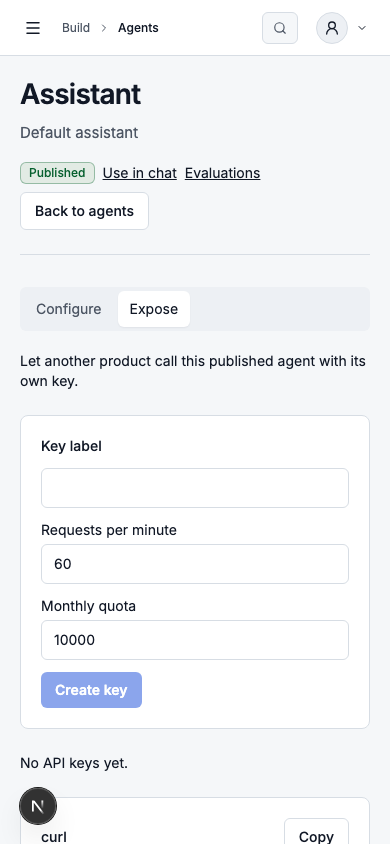 Build > Agents
Assistant
Default assistant
Published Use in chat Evaluations
Back to agents
Configure Expose
Let another product call this published agent with its
own key.
Key label
Requests per minute
60
Monthly quota
10000
Create key
No API keys yet.
N
curl Copy